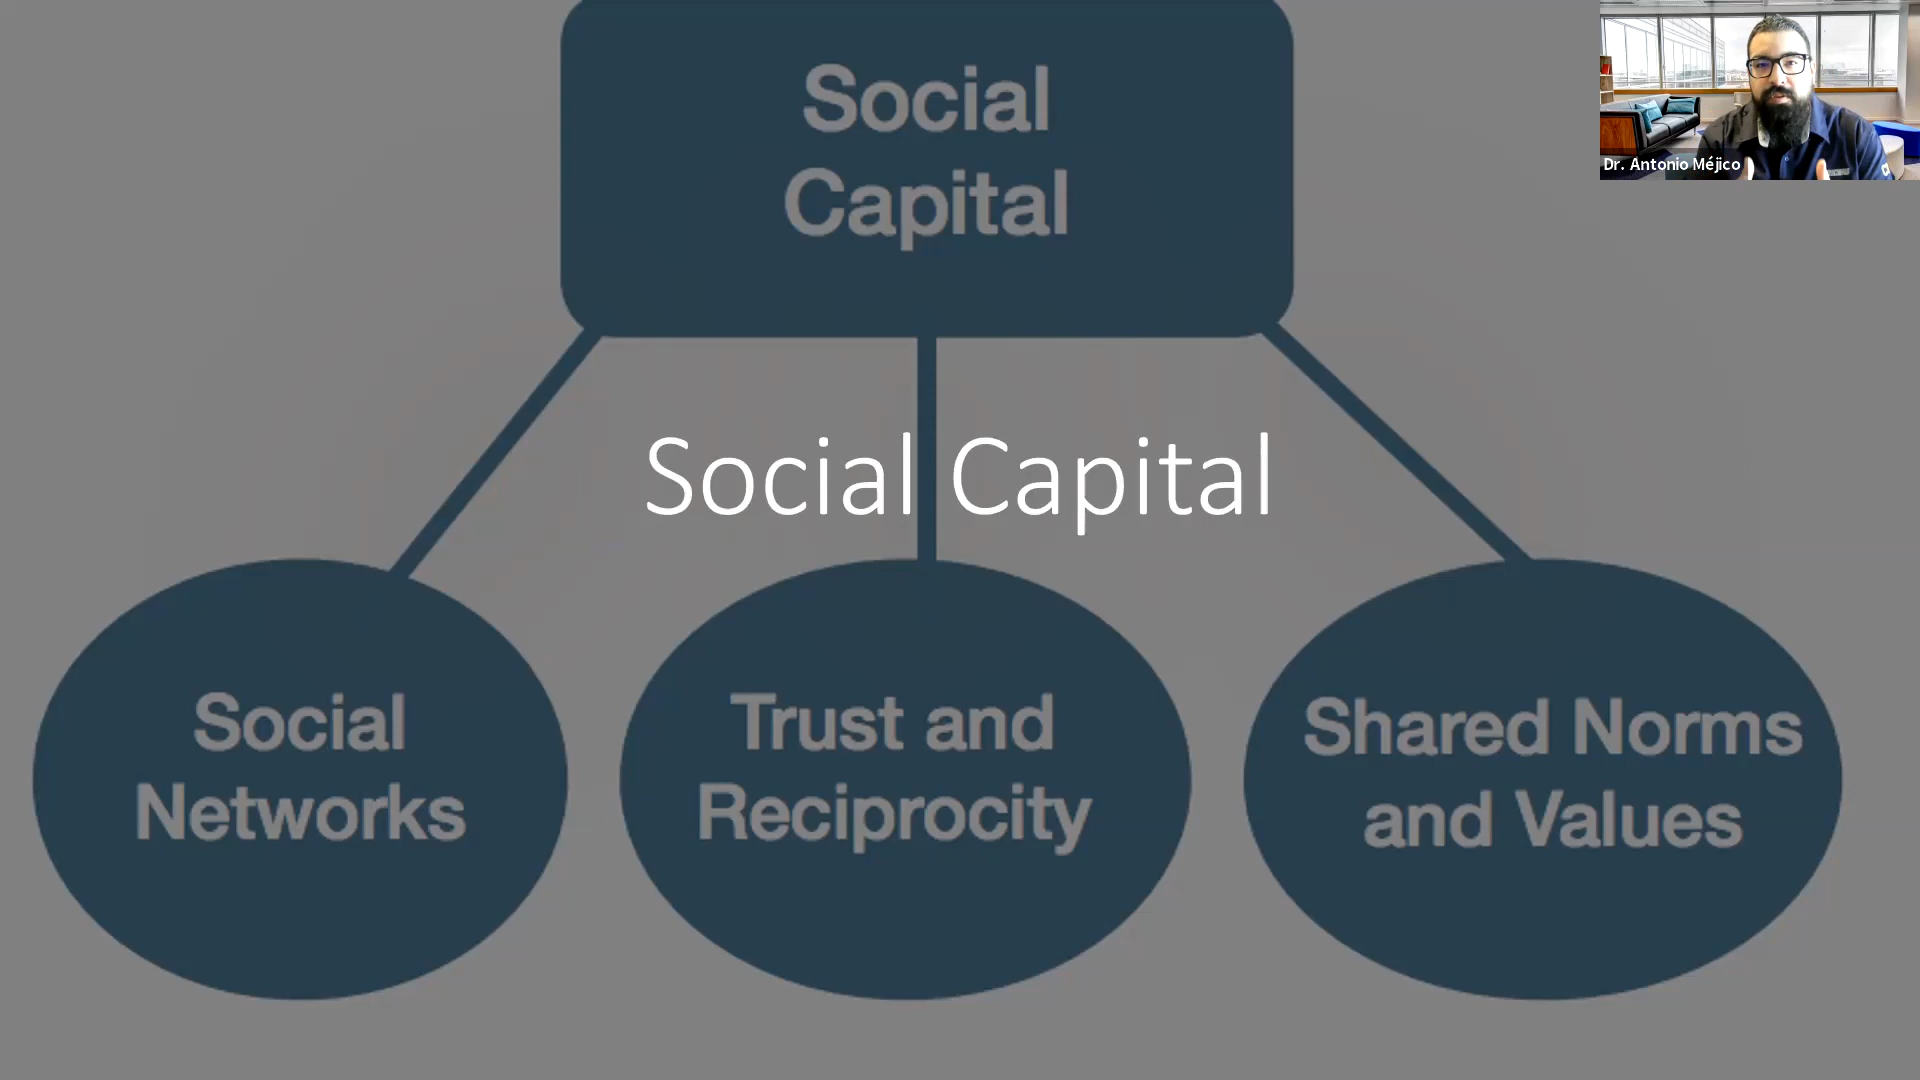 Social
Capital
Dr. Antonio Méjico
Social Capital
Social
Networks
Trust and
Reciprocity
Shared Norms
and Values